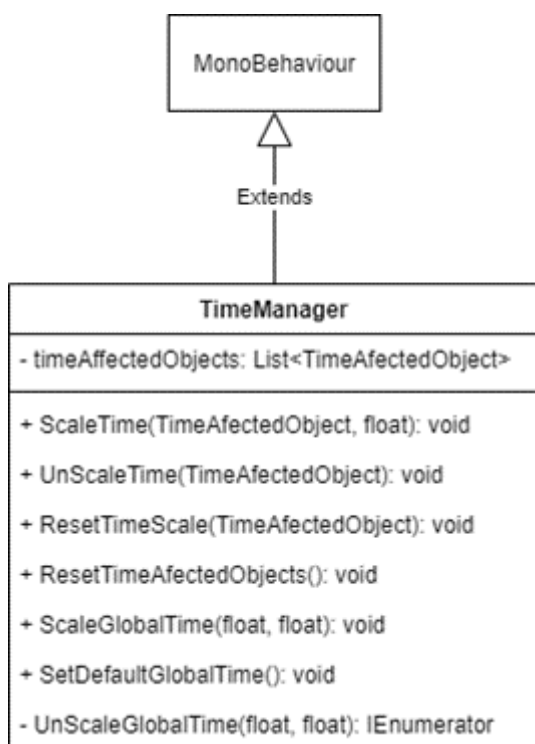 MonoBehaviour
Extends
TimeManager
- timeAffectedObjects: List<TimeAfectedObject>
+ ScaleTime(TimeAfectedObject, float): void
+ UnScaleTime(TimeAfectedObject): void
+ ResetTimeScale(TimeAfectedObject): void
+ ResetTimeAfectedObjects(): void
+ ScaleGlobalTime(float, float): void
+ SetDefaultGlobalTime(): void
- UnScaleGlobalTime(float, float): IEnumerator